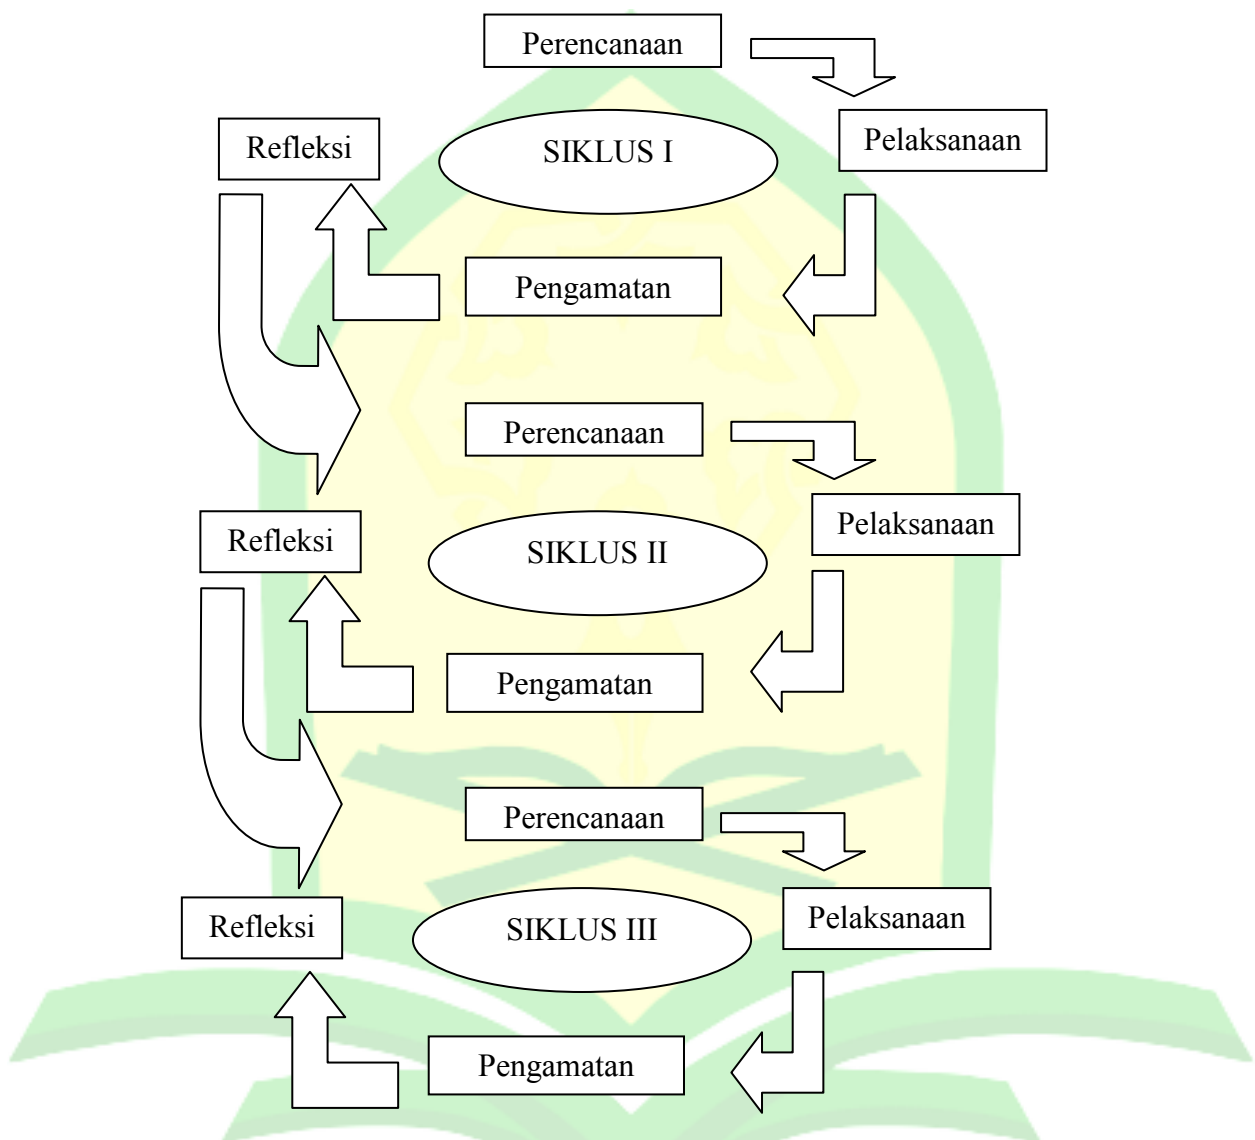 Perencanaan
Pelaksanaan
Refleksi
SIKLUS I
Pengamatan
Perencanaan
Pelaksanaan
Refleksi
SIKLUS II
Pengamatan
Perencanaan
Pelaksanaan
Refleksi
SIKLUS III
Pengamatan